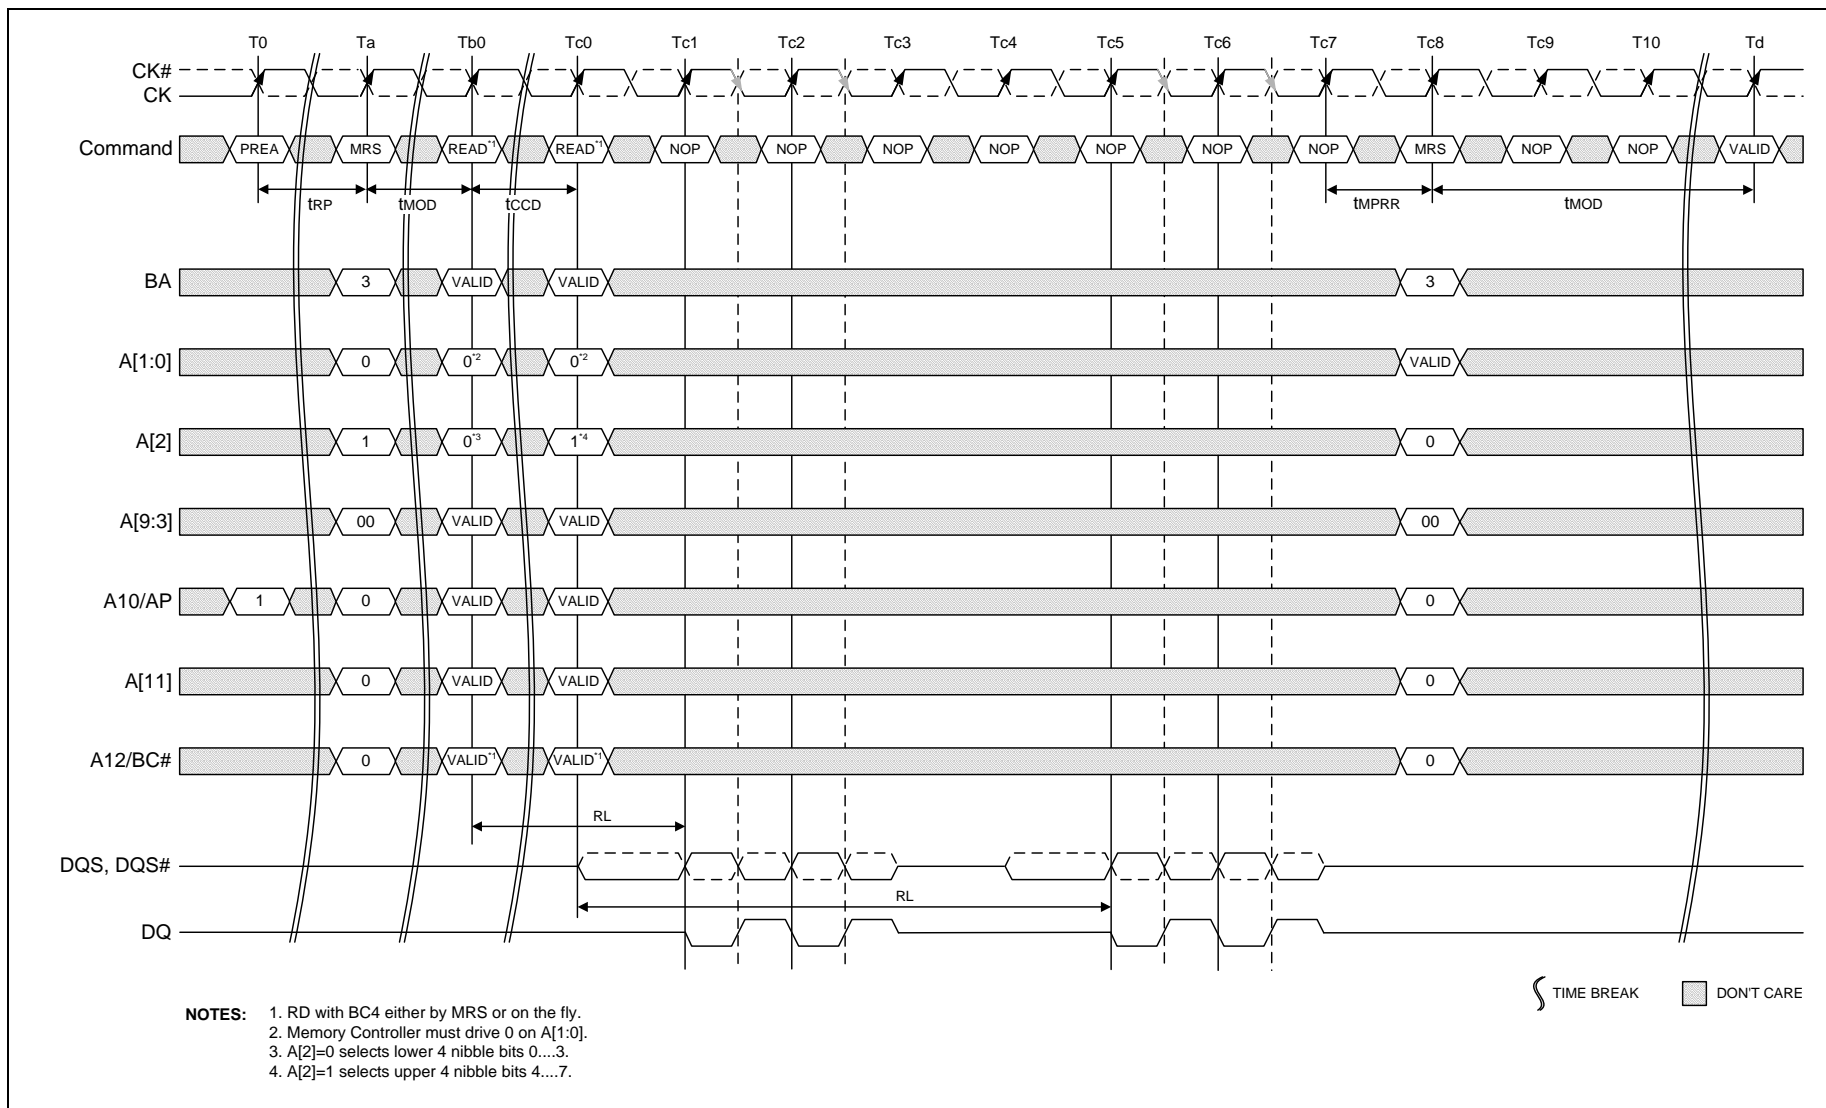 T0 Ta Tb0 Tc0 Tc1 Tc2 Tc3 Tc4 Tc5 Tc6 Tc7 Tc8 Tc9 T10 Td
CK#
CK
Command PREA MRS READ*1 READ*1 NOP NOP NOP NOP NOP NOP NOP MRS NOP NOP VALID
tRP tMOD tCCD tMPRR tMOD
BA 3 VALID VALID 3
A[1:0] 0 0*2 0*2 VALID
A[2] 1 0*3 1*4 0
A[9:3] 00 VALID VALID 00
A10/AP 1 0 VALID VALID 0
A[11] 0 VALID VALID 0
A12/BC# 0 VALID*1 VALID*1 0
RL
DQS, DQS#
RL
DQ
TIME BREAK DON'T CARE
NOTES: 1. RD with BC4 either by MRS or on the fly.
2. Memory Controller must drive 0 on A[1:0].
3. A[2]=0 selects lower 4 nibble bits 0....3.
4. A[2]=1 selects upper 4 nibble bits 4....7.